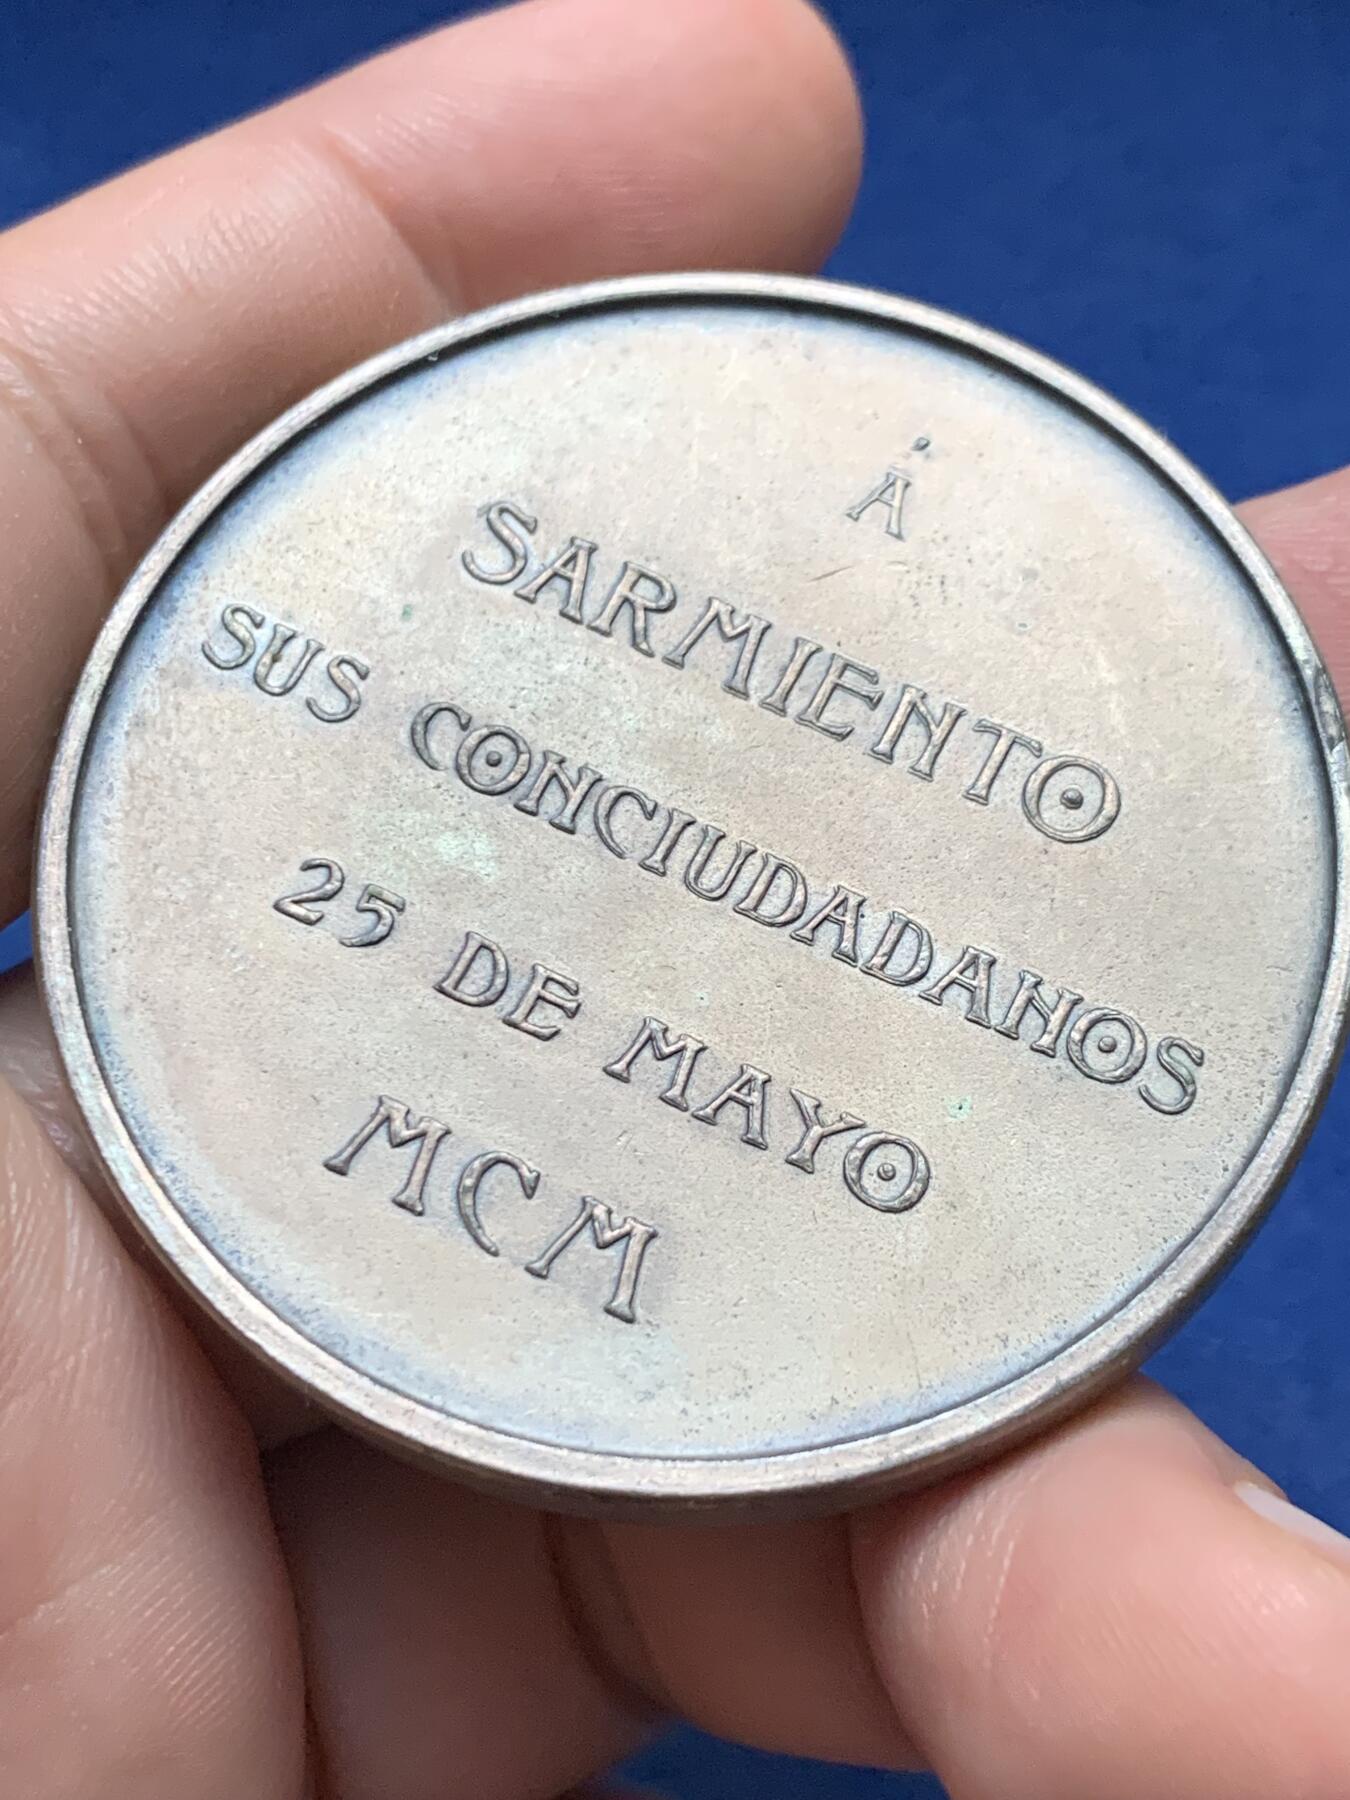 Á
SARMIENTO
SUS CONCIUDADANOS
25 DE MAYO
MCM